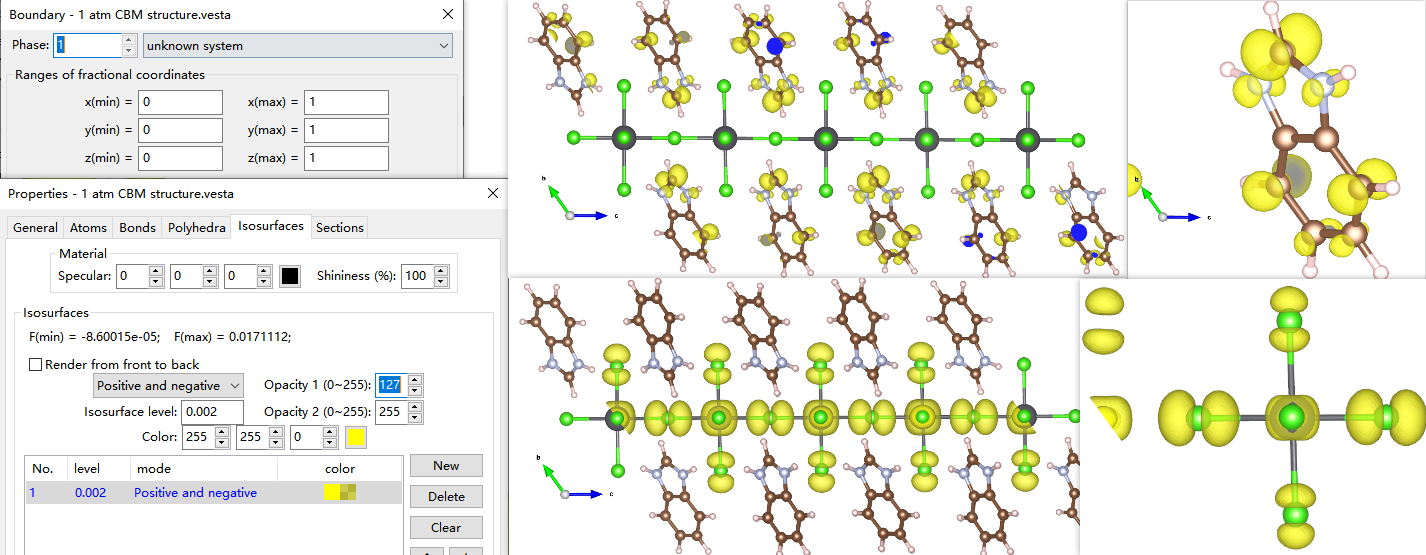 Boundary - 1 atm CBM structure.vesta
Phase: 1 unknown system
Ranges of fractional coordinates
x(min) = 0 x(max) = 1
y(min) = 0 y(max) = 1
z(min) = 0 z(max) = 1
Properties - 1 atm CBM structure.vesta
General Atoms Bonds Polyhedra Isosurfaces Sections
Material
Specular: 0 0 0 Shininess (%): 100
Isosurfaces
F(min) = -8.60015e-05; F(max) = 0.0171112;
Render from front to back
Positive and negative Opacity 1 (0~255): 127
Isosurface level: 0.002 Opacity 2 (0~255): 255
Color: 255 255 0
No. level mode color
1 0.002 Positive and negative
New
Delete
Clear
b
c
b
c
b
c